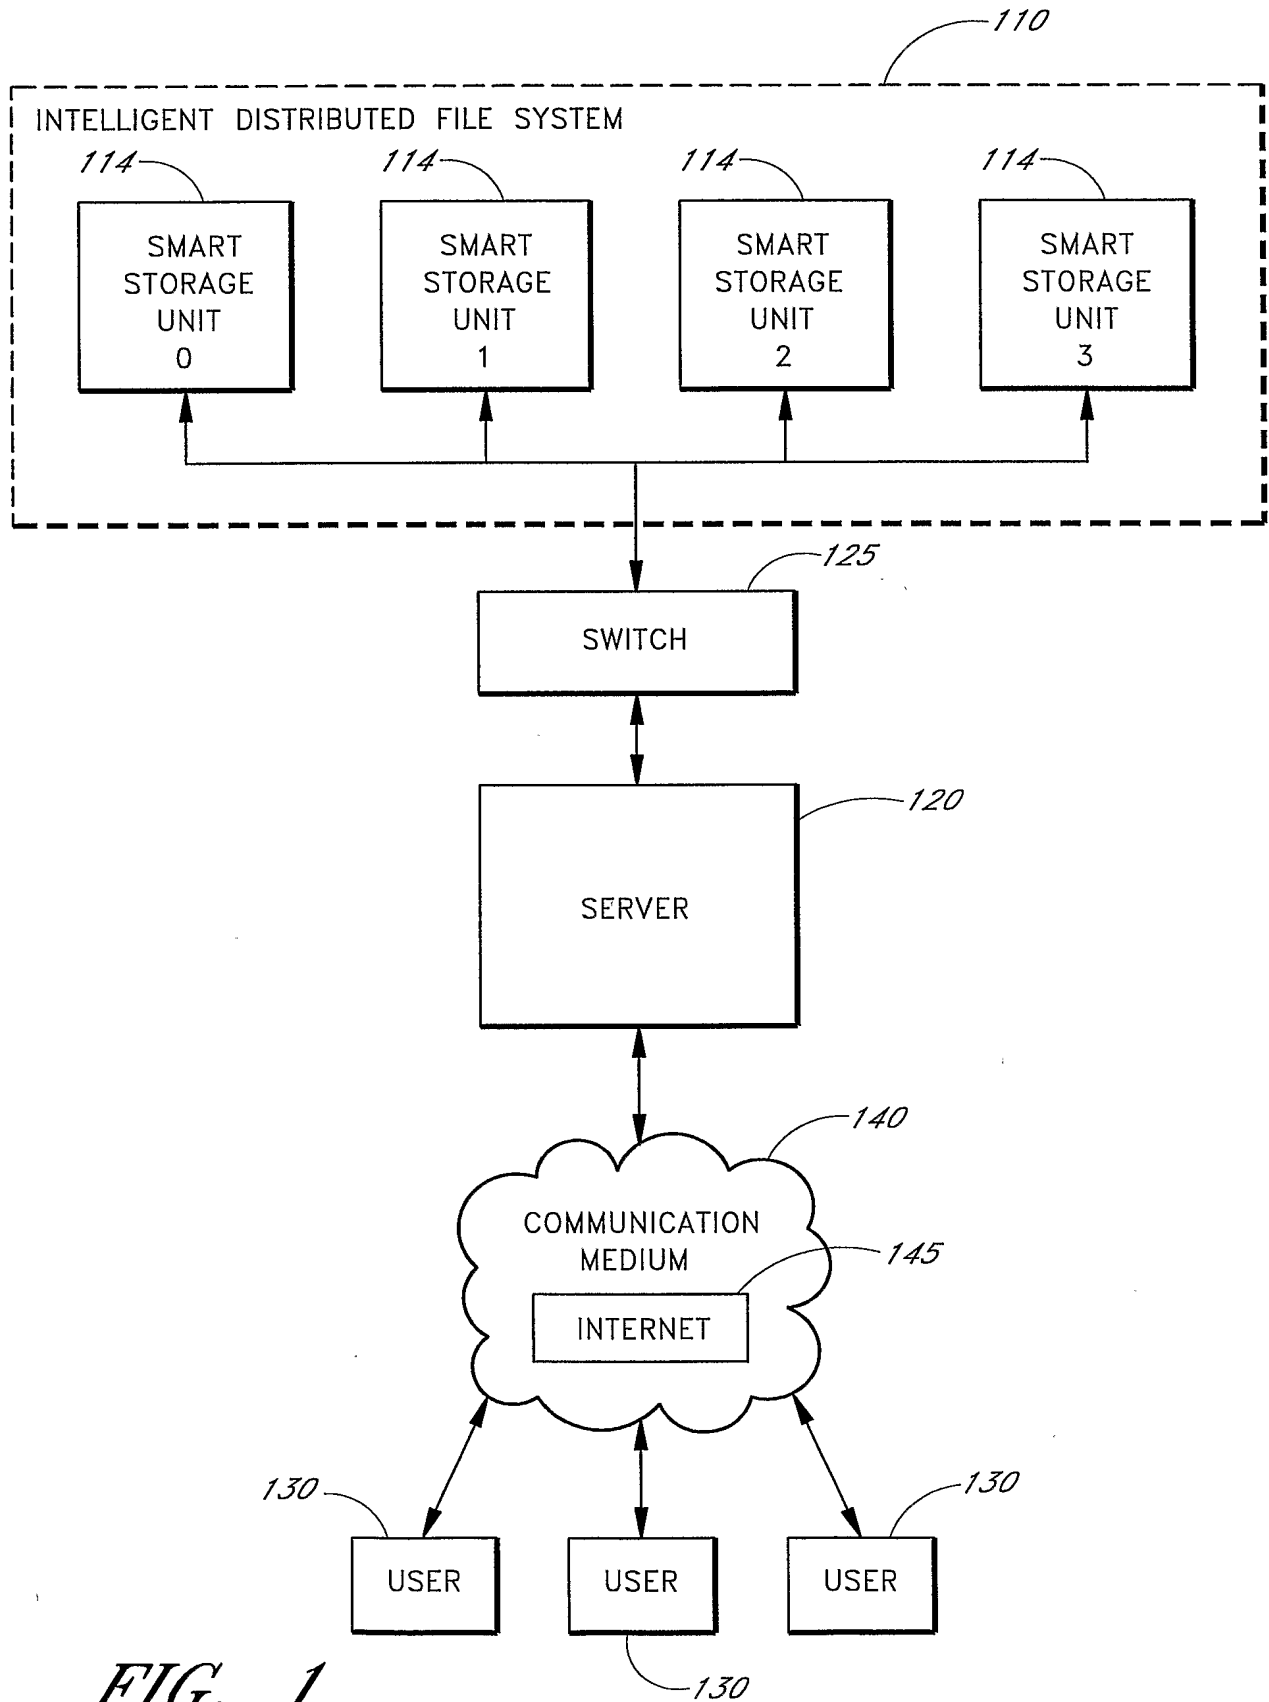 110
INTELLIGENT DISTRIBUTED FILE SYSTEM
114 114 114 114
SMART
STORAGE
UNIT
0
SMART
STORAGE
UNIT
1
SMART
STORAGE
UNIT
2
SMART
STORAGE
UNIT
3
125
SWITCH
120
SERVER
140
COMMUNICATION
MEDIUM
145
INTERNET
130
130
USER
USER
USER
130
FIG. 1